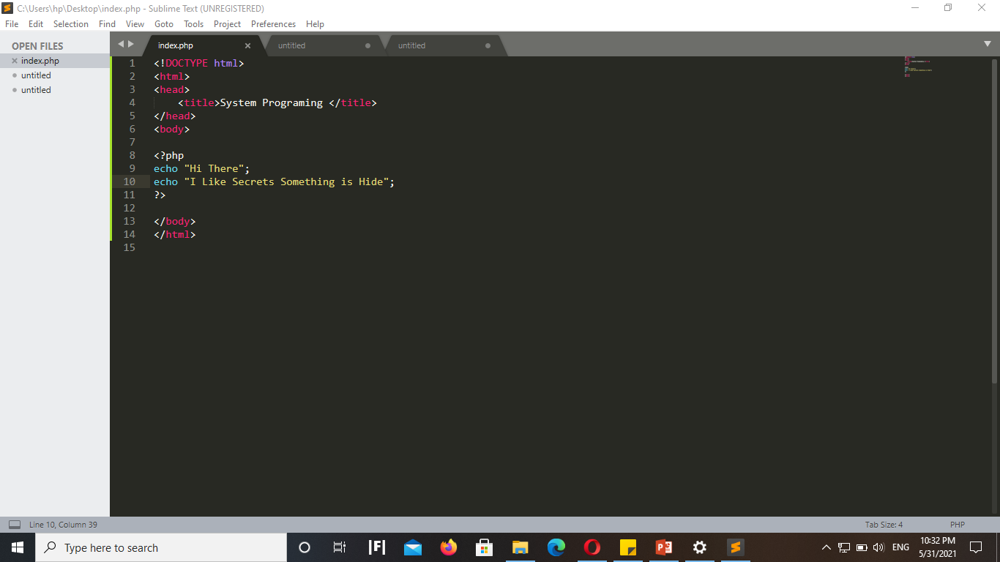 C:\Users\hp\Desktop\index.php - Sublime Text (UNREGISTERED)
File Edit Selection Find View Goto Tools Project Preferences Help
OPEN FILES
index.php
untitled
untitled
index.php untitled untitled
1 <!DOCTYPE html>
2 <html>
3 <head>
4 <title>System Programing </title>
5 </head>
6 <body>
7
8 <?php
9 echo "Hi There";
10 echo "I Like Secrets Something is Hide";
11 ?>
12
13 </body>
14 </html>
15
Line 10, Column 39 Tab Size: 4 PHP
Type here to search
ENG
10:32 PM
5/31/2021